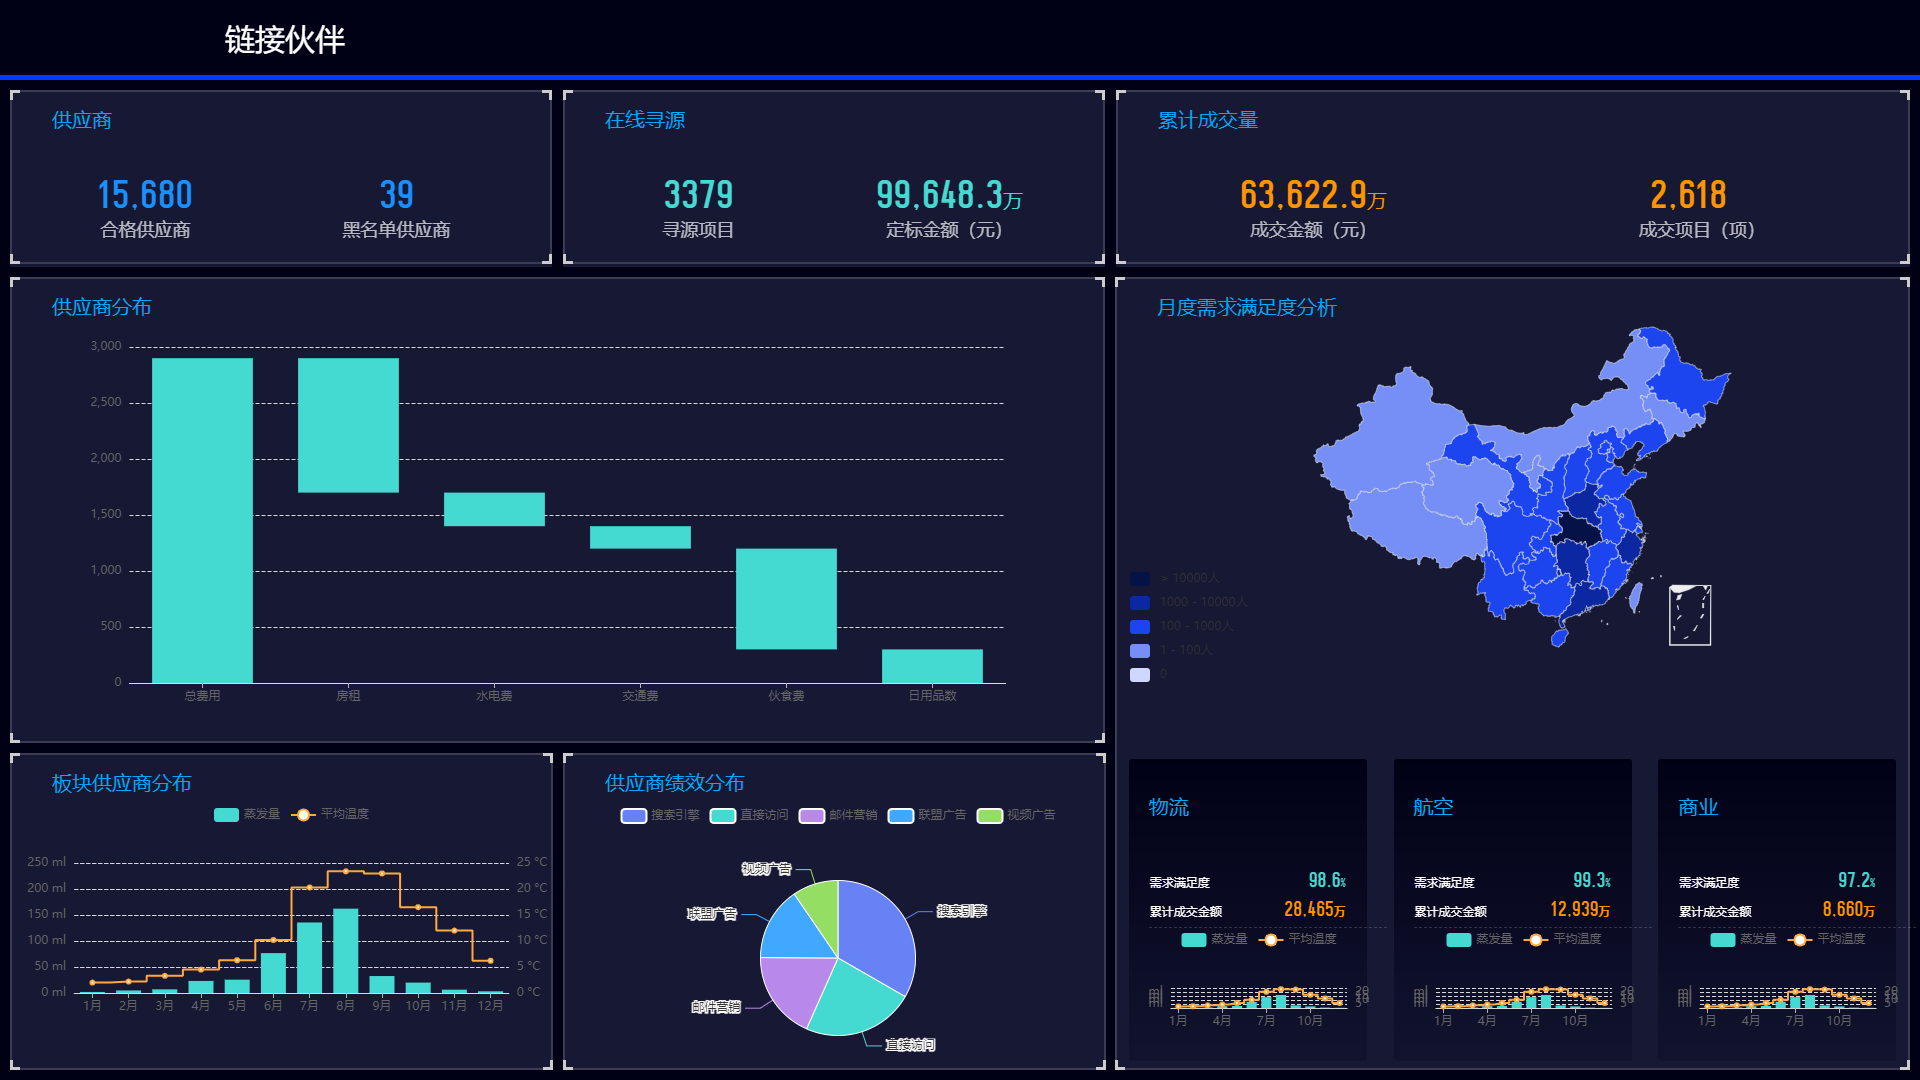 链接伙伴
供应商
15,680
合格供应商
39
黑名单供应商
在线寻源
3379
寻源项目
99,648.3万
定标金额（元）
累计成交量
63,622.9万
成交金额（元）
2,618
成交项目（项）
供应商分布
3,000
2,500
2,000
1,500
1,000
500
0
总费用 房租 水电费 交通费 伙食费 日用品数
月度需求满足度分析
> 10000人
1000 - 10000人
100 - 1000人
1 - 100人
0
板块供应商分布
蒸发量 平均温度
250 ml 25 °C
200 ml 20 °C
150 ml 15 °C
100 ml 10 °C
50 ml 5 °C
0 ml 0 °C
1月 2月 3月 4月 5月 6月 7月 8月 9月 10月 11月 12月
供应商绩效分布
搜索引擎 直接访问 邮件营销 联盟广告 视频广告
视频广告
搜索引擎
联盟广告
邮件营销
直接访问
物流
需求满足度 98.6%
累计成交金额 28,465万
蒸发量 平均温度
1月 4月 7月 10月
航空
需求满足度 99.3%
累计成交金额 12,939万
蒸发量 平均温度
1月 4月 7月 10月
商业
需求满足度 97.2%
累计成交金额 8,660万
蒸发量 平均温度
1月 4月 7月 10月